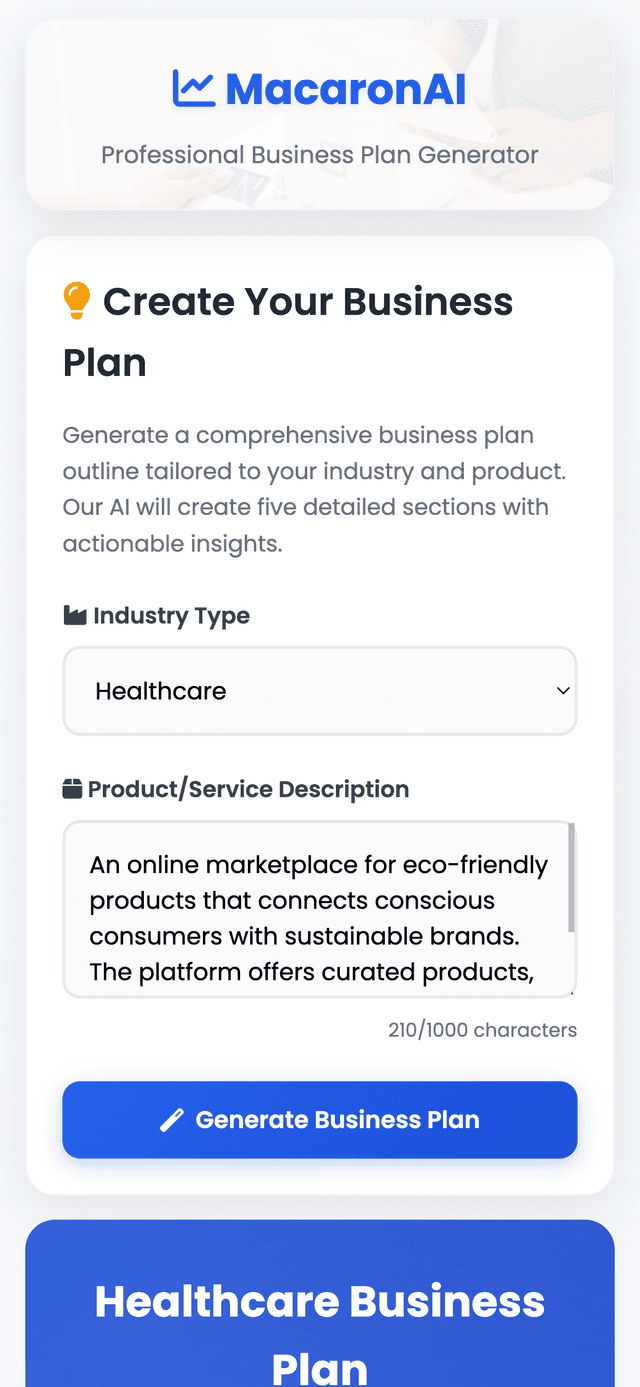 MacaronAI
Professional Business Plan Generator
Create Your Business
Plan
Generate a comprehensive business plan
outline tailored to your industry and product.
Our AI will create five detailed sections with
actionable insights.
Industry Type
Healthcare
Product/Service Description
An online marketplace for eco-friendly
products that connects conscious
consumers with sustainable brands.
The platform offers curated products,
210/1000 characters
Generate Business Plan
Healthcare Business
Plan